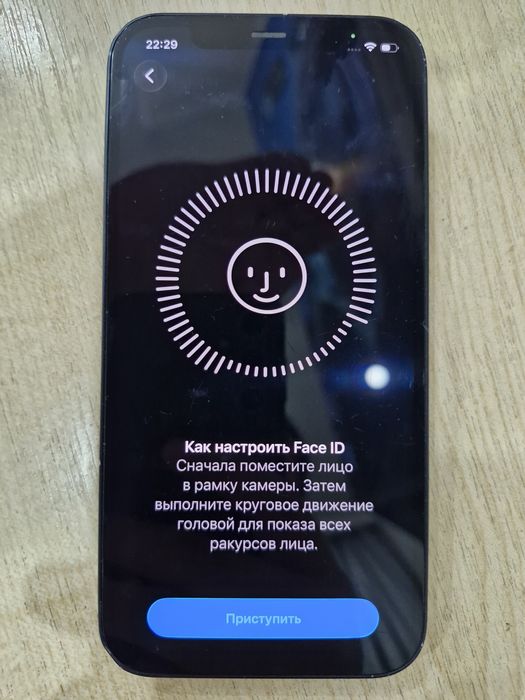 22:29
Как настроить Face ID
Сначала поместите лицо
в рамку камеры. Затем
выполните круговое движение
головой для показа всех
ракурсов лица.
Приступить